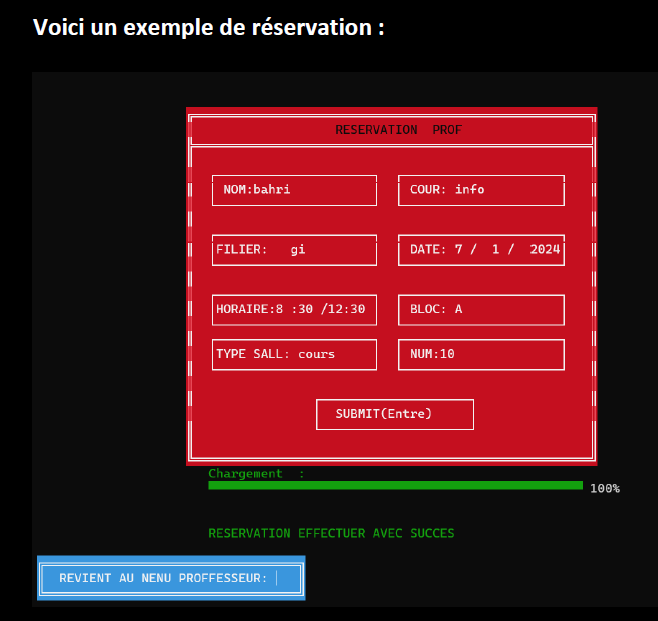 Voici un exemple de réservation :
RESERVATION PROF
NOM:bahri
COUR: info
FILIER: gi
DATE: 7 / 1 / 2024
HORAIRE:8 :30 /12:30
BLOC: A
TYPE SALL: cours
NUM:10
SUBMIT(Entre)
Chargement :
100%
RESERVATION EFFECTUER AVEC SUCCES
REVIENT AU NENU PROFFESSEUR: